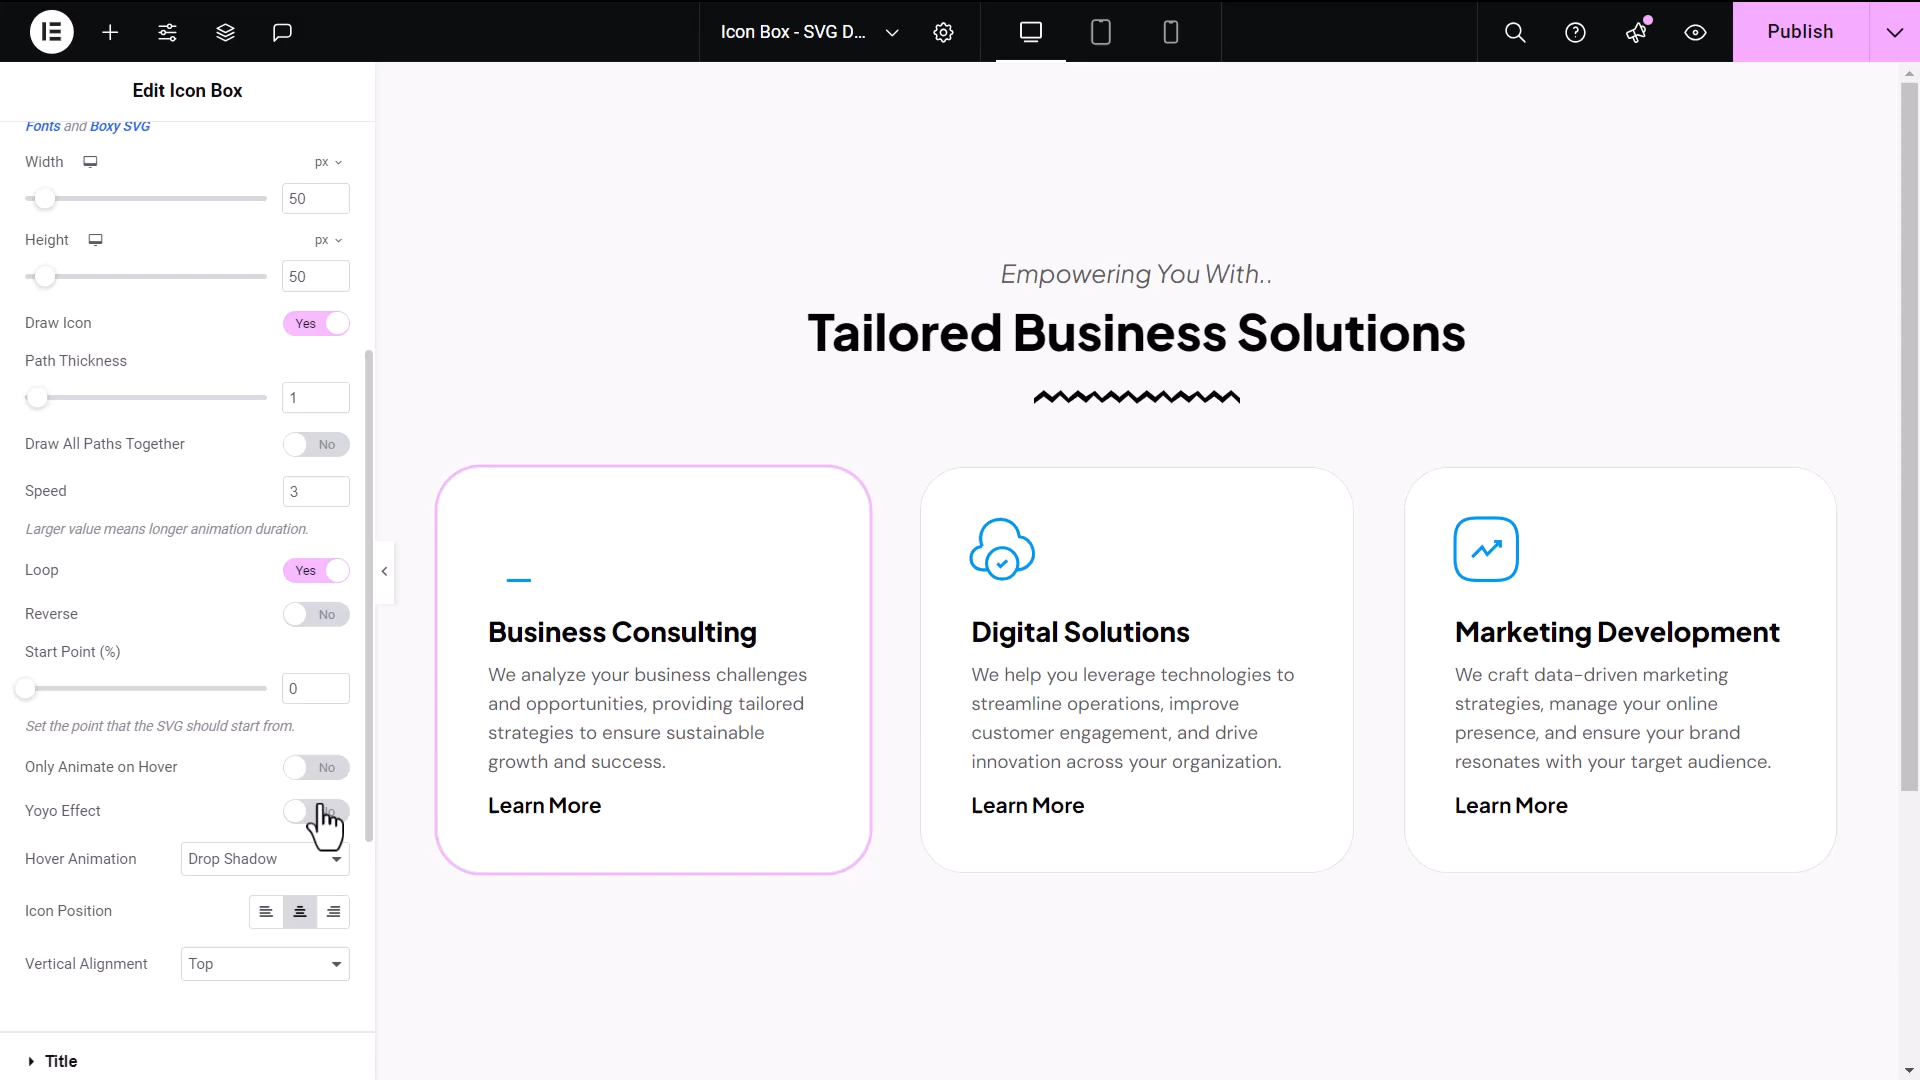 Icon Box - SVG D...
Publish
Edit Icon Box
Fonts and Boxy SVG
Width
px
50
Height
px
50
Draw Icon
Yes
Path Thickness
1
Draw All Paths Together
No
Speed
3
Larger value means longer animation duration.
Loop
Yes
Reverse
No
Start Point (%)
0
Set the point that the SVG should start from.
Only Animate on Hover
No
Yoyo Effect
Hover Animation
Drop Shadow
Icon Position
Vertical Alignment
Top
Title
Empowering You With..
Tailored Business Solutions
Business Consulting
We analyze your business challenges
and opportunities, providing tailored
strategies to ensure sustainable
growth and success.
Learn More
Digital Solutions
We help you leverage technologies to
streamline operations, improve
customer engagement, and drive
innovation across your organization.
Learn More
Marketing Development
We craft data-driven marketing
strategies, manage your online
presence, and ensure your brand
resonates with your target audience.
Learn More